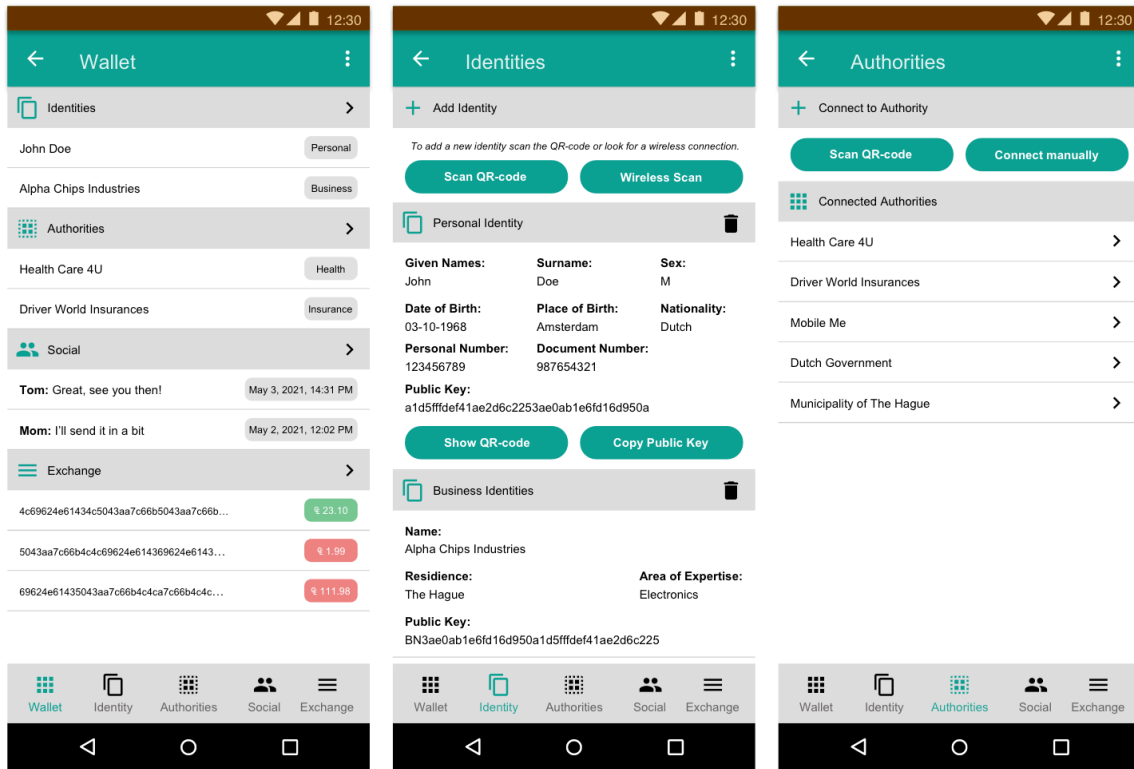 12:30
Wallet
Identities
John Doe Personal
Alpha Chips Industries Business
Authorities
Health Care 4U Health
Driver World Insurances Insurance
Social
Tom: Great, see you then! May 3, 2021, 14:31 PM
Mom: I'll send it in a bit May 2, 2021, 12:02 PM
Exchange
4c69624e61434c5043aa7c66b5043aa7c66b... 23.10
5043aa7c66b4c4c69624e614369624e6143... 1.99
69624e61435043aa7c66b4c4ca7c66b4c4c... 111.98
Wallet Identity Authorities Social Exchange
12:30
Identities
Add Identity
To add a new identity scan the QR-code or look for a wireless connection.
Scan QR-code Wireless Scan
Personal Identity
Given Names: Surname: Sex:
John Doe M
Date of Birth: Place of Birth: Nationality:
03-10-1968 Amsterdam Dutch
Personal Number: Document Number:
123456789 987654321
Public Key:
a1d5fffdef41ae2d6c2253ae0ab1e6fd16d950a
Show QR-code Copy Public Key
Business Identities
Name:
Alpha Chips Industries
Residience: Area of Expertise:
The Hague Electronics
Public Key:
BN3ae0ab1e6fd16d950a1d5fffdef41ae2d6c225
Wallet Identity Authorities Social Exchange
12:30
Authorities
Connect to Authority
Scan QR-code Connect manually
Connected Authorities
Health Care 4U
Driver World Insurances
Mobile Me
Dutch Government
Municipality of The Hague
Wallet Identity Authorities Social Exchange